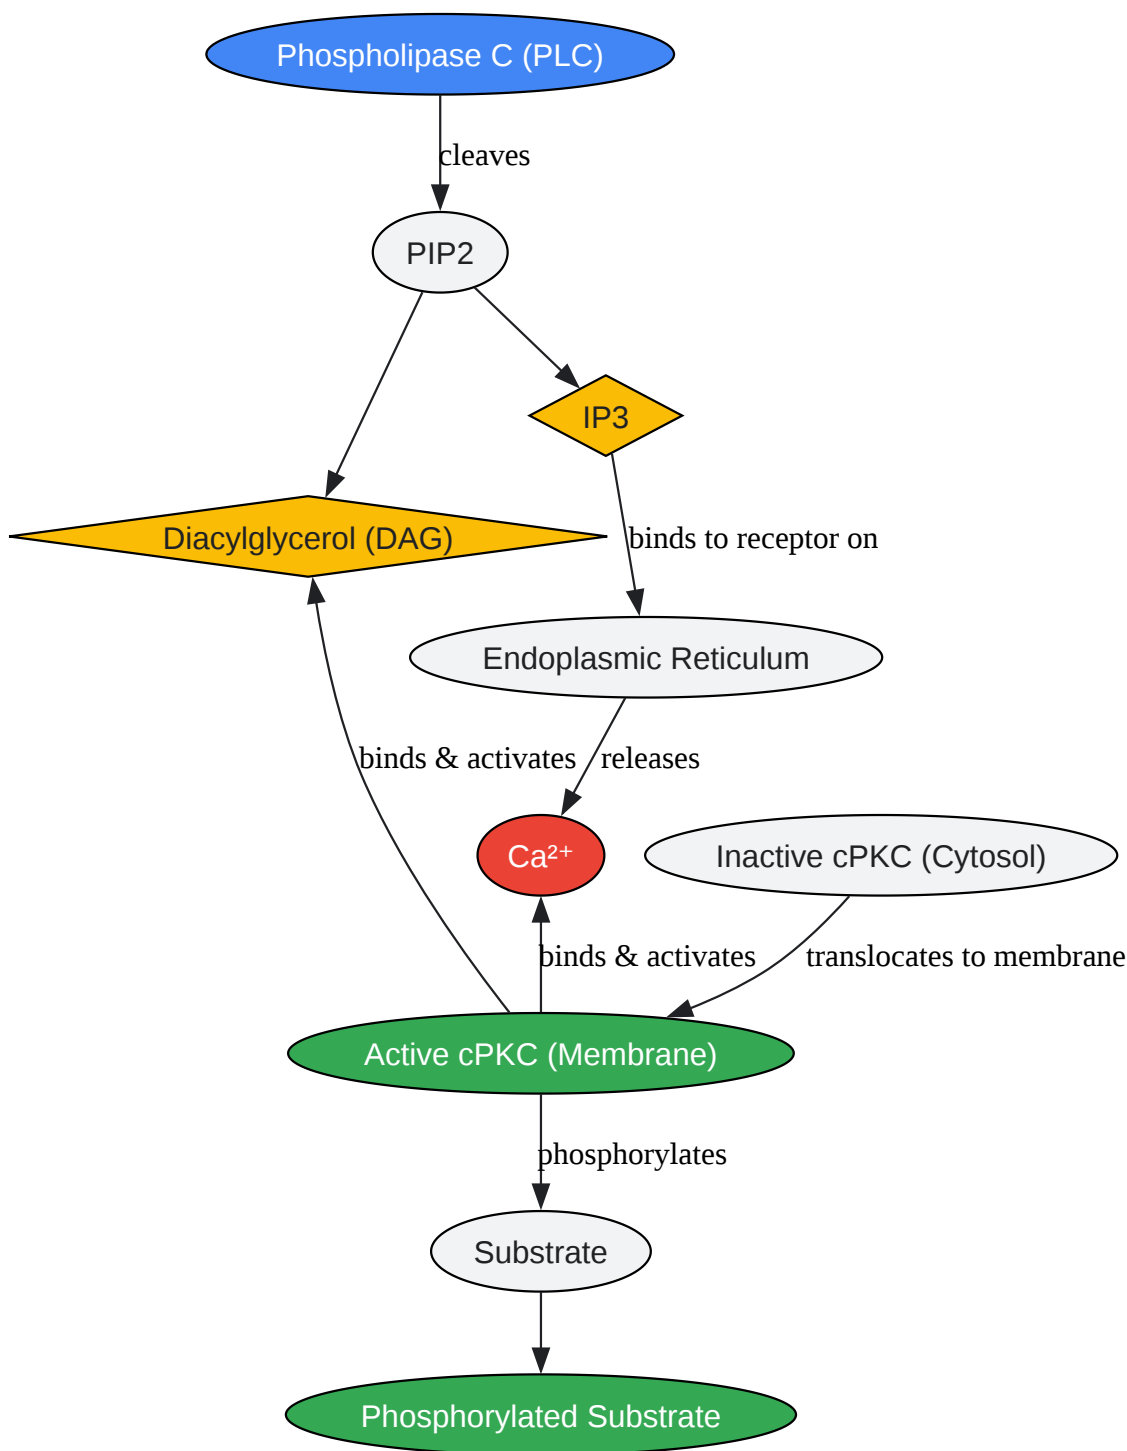 Phospholipase C (PLC)
cleaves
PIP2
IP3
Diacylglycerol (DAG)
binds to receptor on
Endoplasmic Reticulum
binds & activates
releases
Ca²⁺
Inactive cPKC (Cytosol)
binds & activates
translocates to membrane
Active cPKC (Membrane)
phosphorylates
Substrate
Phosphorylated Substrate